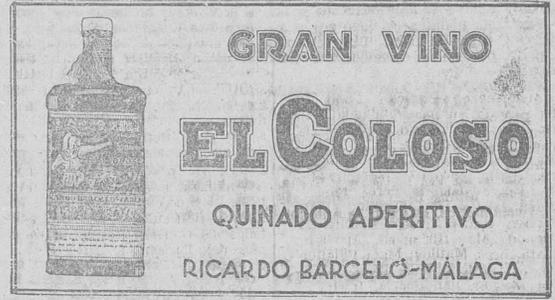 GRAN VINO
EL COLOSO
QUINADO APERITIVO
RICARDO BARCELÓ-MÁLAGA